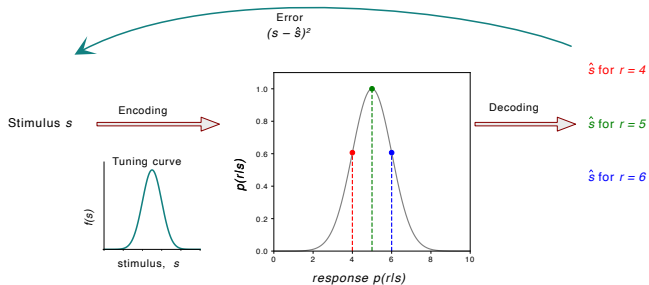 Error
(s − ŝ)²
ŝ for r = 4
Encoding
Decoding
Stimulus s
ŝ for r = 5
Tuning curve
ŝ for r = 6
f(s)
stimulus, s
p(r|s)
1.0
0.8
0.6
0.4
0.2
0.0
0 2 4 6 8 10
response p(r|s)